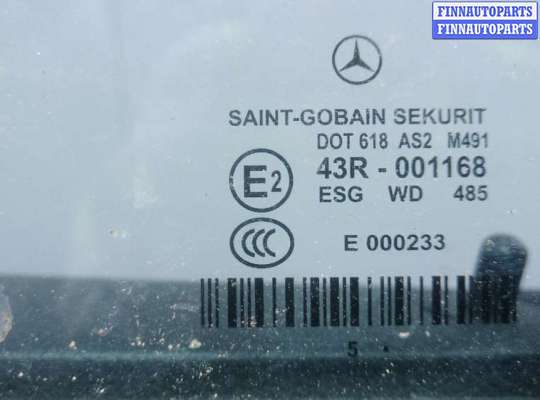 FINNAUTOPARTS
FINNAUTOPARTS
SAINT-GOBAIN SEKURIT
DOT 618 AS2 M491
E2 43R - 001168
ESG WD 485
CCC E 000233
5 .